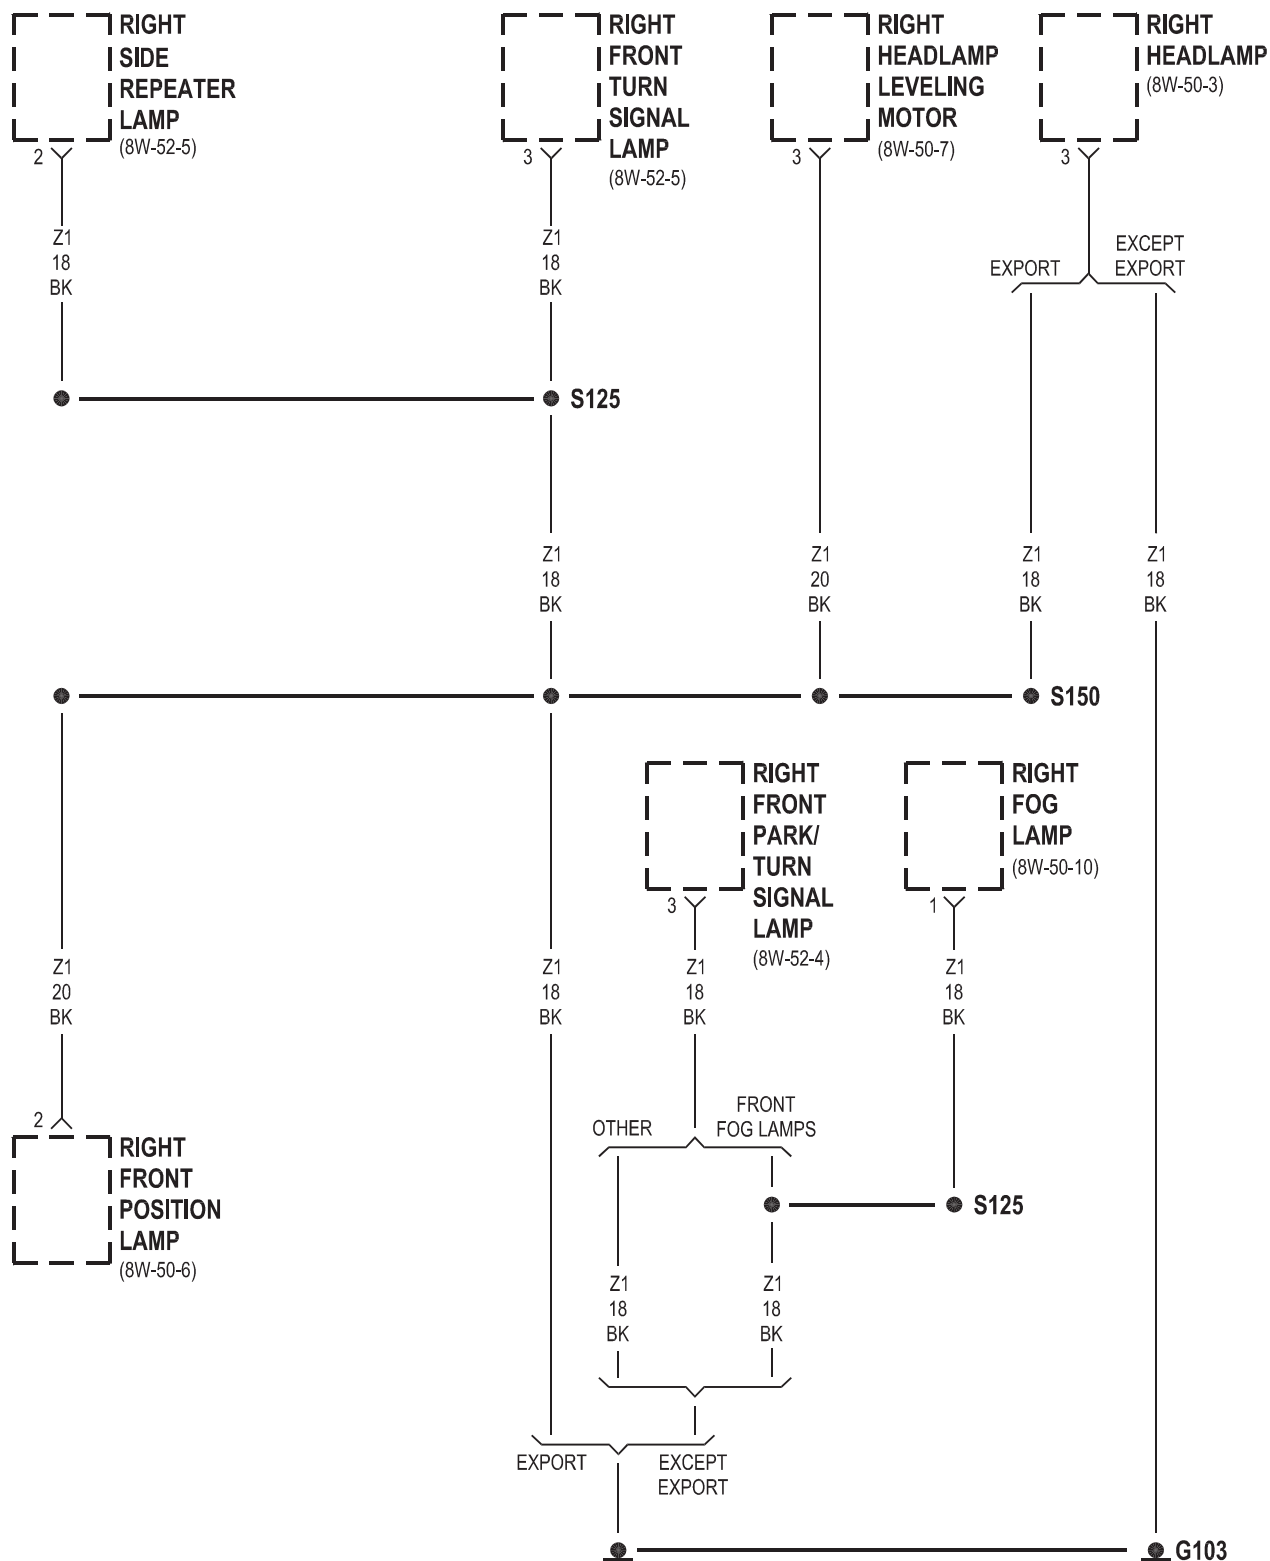 RIGHT
SIDE
REPEATER
LAMP
(8W-52-5)
2
RIGHT
FRONT
TURN
SIGNAL
LAMP
(8W-52-5)
3
RIGHT
HEADLAMP
LEVELING
MOTOR
(8W-50-7)
3
RIGHT
HEADLAMP
(8W-50-3)
3
Z1
18
BK
Z1
18
BK
EXPORT
EXCEPT
EXPORT
S125
Z1
18
BK
Z1
20
BK
Z1
18
BK
Z1
18
BK
S150
RIGHT
FRONT
PARK/
TURN
SIGNAL
LAMP
(8W-52-4)
3
RIGHT
FOG
LAMP
(8W-50-10)
1
Z1
20
BK
Z1
18
BK
Z1
18
BK
Z1
18
BK
2
RIGHT
FRONT
POSITION
LAMP
(8W-50-6)
OTHER
FRONT
FOG LAMPS
S125
Z1
18
BK
Z1
18
BK
EXPORT
EXCEPT
EXPORT
G103